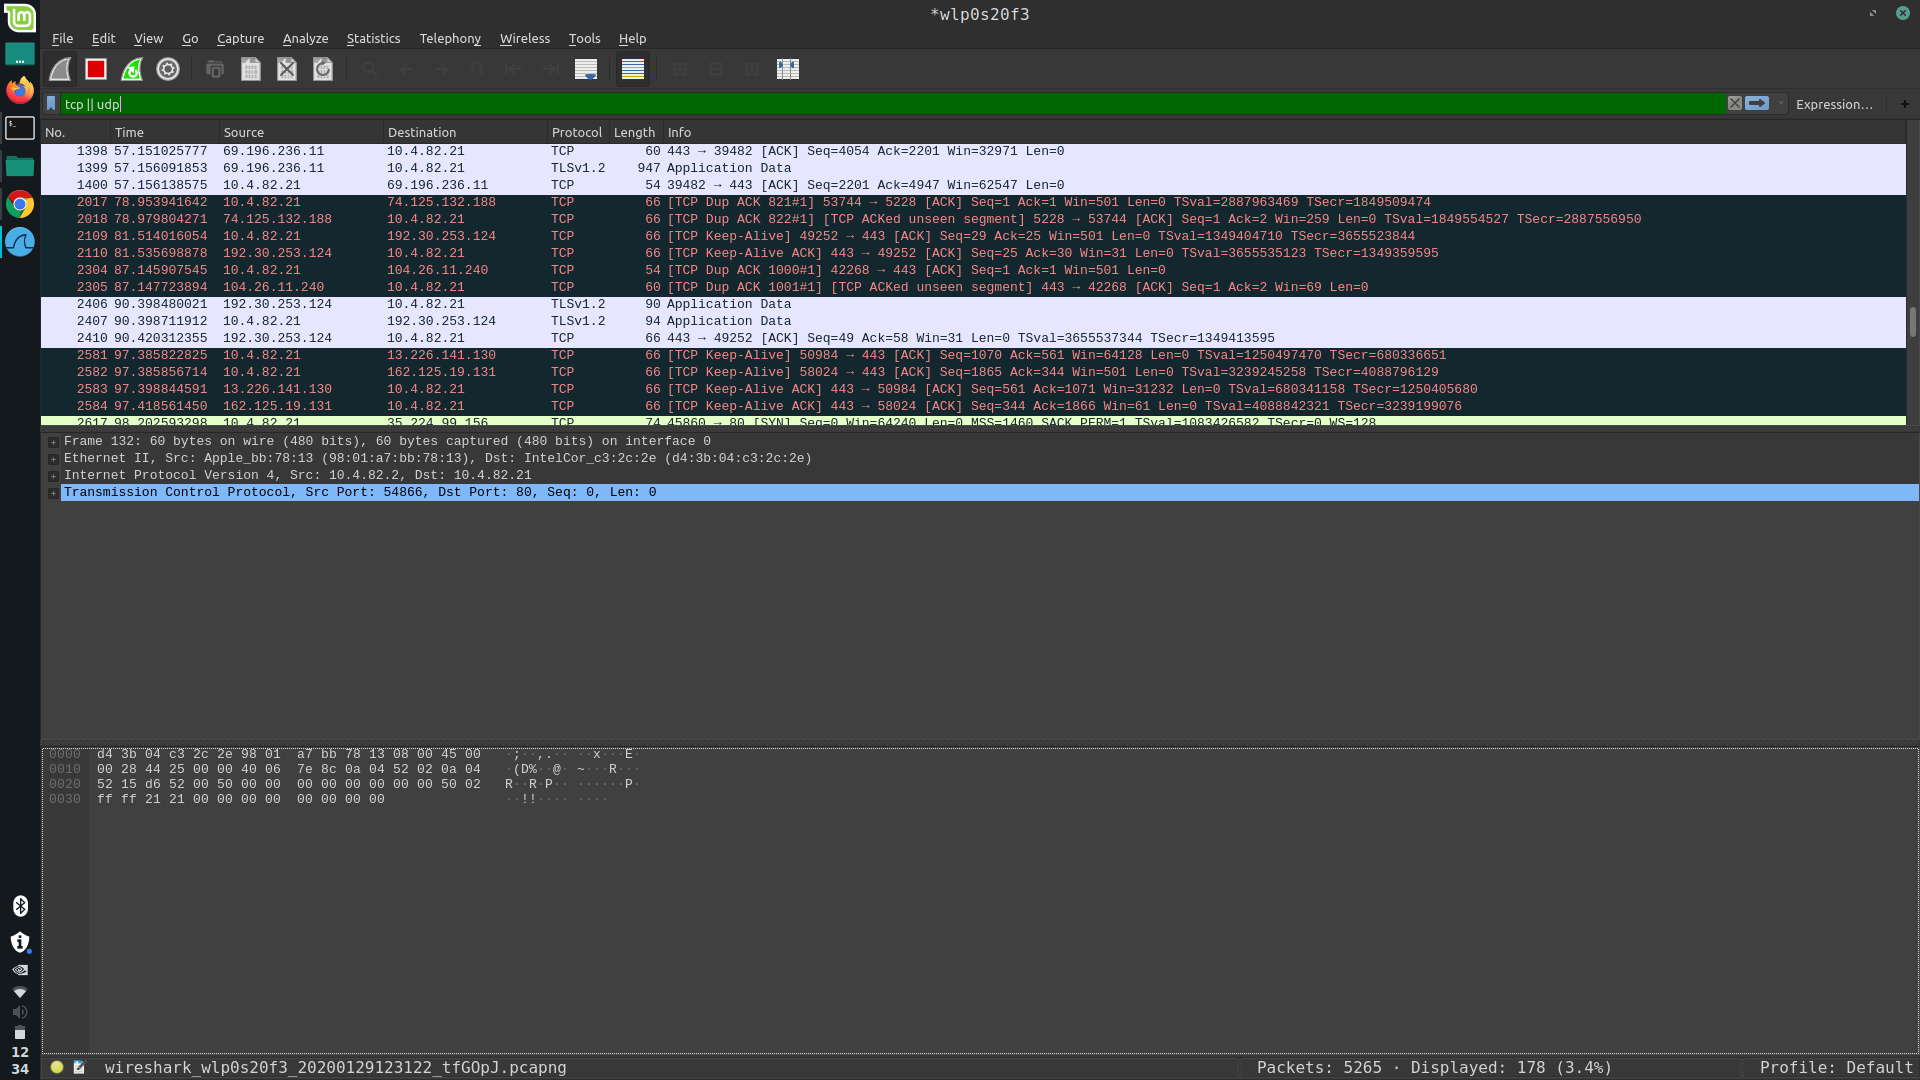 *wlp0s20f3
File Edit View Go Capture Analyze Statistics Telephony Wireless Tools Help
tcp || udp
Expression… +
No. Time Source Destination Protocol Length Info
1398 57.151025777 69.196.236.11 10.4.82.21 TCP 60 443 → 39482 [ACK] Seq=4054 Ack=2201 Win=32971 Len=0
1399 57.156091853 69.196.236.11 10.4.82.21 TLSv1.2 947 Application Data
1400 57.156138575 10.4.82.21 69.196.236.11 TCP 54 39482 → 443 [ACK] Seq=2201 Ack=4947 Win=62547 Len=0
2017 78.953941642 10.4.82.21 74.125.132.188 TCP 66 [TCP Dup ACK 821#1] 53744 → 5228 [ACK] Seq=1 Ack=1 Win=501 Len=0 TSval=2887963469 TSecr=1849509474
2018 78.979804271 74.125.132.188 10.4.82.21 TCP 66 [TCP Dup ACK 822#1] [TCP ACKed unseen segment] 5228 → 53744 [ACK] Seq=1 Ack=2 Win=259 Len=0 TSval=1849554527 TSecr=2887556950
2109 81.514016054 10.4.82.21 192.30.253.124 TCP 66 [TCP Keep-Alive] 49252 → 443 [ACK] Seq=29 Ack=25 Win=501 Len=0 TSval=1349404710 TSecr=3655523844
2110 81.535698878 192.30.253.124 10.4.82.21 TCP 66 [TCP Keep-Alive ACK] 443 → 49252 [ACK] Seq=25 Ack=30 Win=31 Len=0 TSval=3655535123 TSecr=1349359595
2304 87.145907545 10.4.82.21 104.26.11.240 TCP 54 [TCP Dup ACK 1000#1] 42268 → 443 [ACK] Seq=1 Ack=1 Win=501 Len=0
2305 87.147723894 104.26.11.240 10.4.82.21 TCP 60 [TCP Dup ACK 1001#1] [TCP ACKed unseen segment] 443 → 42268 [ACK] Seq=1 Ack=2 Win=69 Len=0
2406 90.398480021 192.30.253.124 10.4.82.21 TLSv1.2 90 Application Data
2407 90.398711912 10.4.82.21 192.30.253.124 TLSv1.2 94 Application Data
2410 90.420312355 192.30.253.124 10.4.82.21 TCP 66 443 → 49252 [ACK] Seq=49 Ack=58 Win=31 Len=0 TSval=3655537344 TSecr=1349413595
2581 97.385822825 10.4.82.21 13.226.141.130 TCP 66 [TCP Keep-Alive] 50984 → 443 [ACK] Seq=1070 Ack=561 Win=64128 Len=0 TSval=1250497470 TSecr=680336651
2582 97.385856714 10.4.82.21 162.125.19.131 TCP 66 [TCP Keep-Alive] 58024 → 443 [ACK] Seq=1865 Ack=344 Win=501 Len=0 TSval=3239245258 TSecr=4088796129
2583 97.398844591 13.226.141.130 10.4.82.21 TCP 66 [TCP Keep-Alive ACK] 443 → 50984 [ACK] Seq=561 Ack=1071 Win=31232 Len=0 TSval=680341158 TSecr=1250405680
2584 97.418561450 162.125.19.131 10.4.82.21 TCP 66 [TCP Keep-Alive ACK] 443 → 58024 [ACK] Seq=344 Ack=1866 Win=61 Len=0 TSval=4088842321 TSecr=3239199076
2617 98.202593298 10.4.82.21 35.224.99.156 TCP 74 45860 → 80 [SYN] Seq=0 Win=64240 Len=0 MSS=1460 SACK_PERM=1 TSval=1083426582 TSecr=0 WS=128
Frame 132: 60 bytes on wire (480 bits), 60 bytes captured (480 bits) on interface 0
Ethernet II, Src: Apple_bb:78:13 (98:01:a7:bb:78:13), Dst: IntelCor_c3:2c:2e (d4:3b:04:c3:2c:2e)
Internet Protocol Version 4, Src: 10.4.82.2, Dst: 10.4.82.21
Transmission Control Protocol, Src Port: 54866, Dst Port: 80, Seq: 0, Len: 0
0000 d4 3b 04 c3 2c 2e 98 01 a7 bb 78 13 08 00 45 00 ·;··,.·· ··x···E·
0010 00 28 44 25 00 00 40 06 7e 8c 0a 04 52 02 0a 04 ·(D%··@· ~···R···
0020 52 15 d6 52 00 50 00 00 00 00 00 00 00 00 50 02 R··R·P·· ······P·
0030 ff ff 21 21 00 00 00 00 00 00 00 00 ··!!···· ····
12
34
wireshark_wlp0s20f3_20200129123122_tfGOpJ.pcapng
Packets: 5265 · Displayed: 178 (3.4%)
Profile: Default